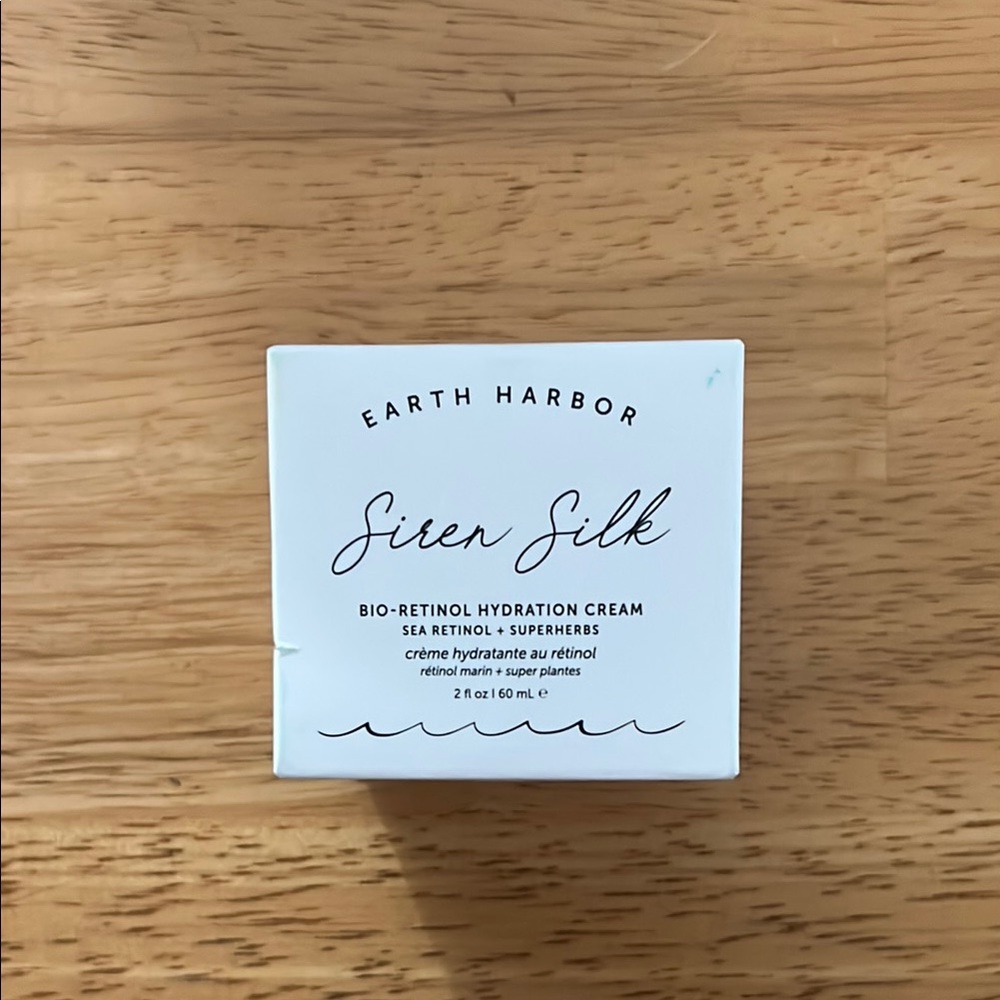 EARTH HARBOR
Siren Silk
BIO-RETINOL HYDRATION CREAM
SEA RETINOL + SUPERHERBS
crème hydratante au rétinol
rétinol marin + super plantes
2 fl oz | 60 mL ℮